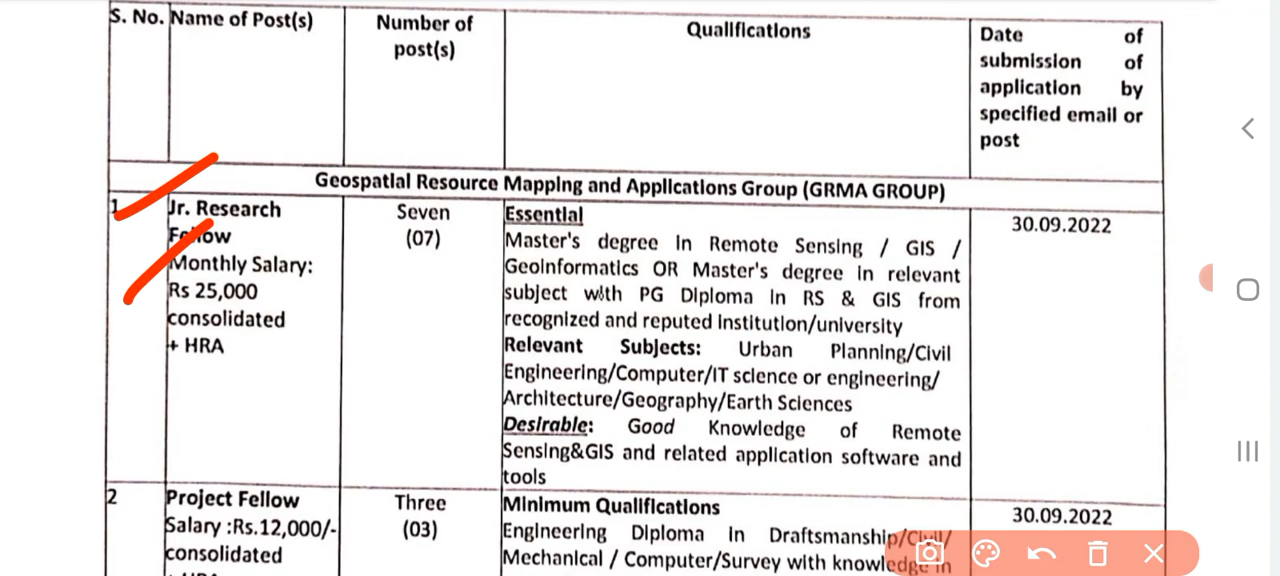 S. No. Name of Post(s) Number of post(s) Qualifications Date of submission of application by specified email or post
Geospatial Resource Mapping and Applications Group (GRMA GROUP)
1 Jr. Research Fellow
Monthly Salary:
Rs 25,000
consolidated
+ HRA
Seven
(07)
Essential
Master's degree in Remote Sensing / GIS /
GeoInformatics OR Master's degree in relevant
subject with PG Diploma in RS & GIS from
recognized and reputed institution/university
Relevant Subjects: Urban Planning/Civil
Engineering/Computer/IT science or engineering/
Architecture/Geography/Earth Sciences
Desirable: Good Knowledge of Remote
Sensing&GIS and related application software and
tools
30.09.2022
2 Project Fellow
Salary :Rs.12,000/-
consolidated
+ HRA
Three
(03)
Minimum Qualifications
Engineering Diploma in Draftsmanship/Civil/
Mechanical / Computer/Survey with knowledge in
30.09.2022